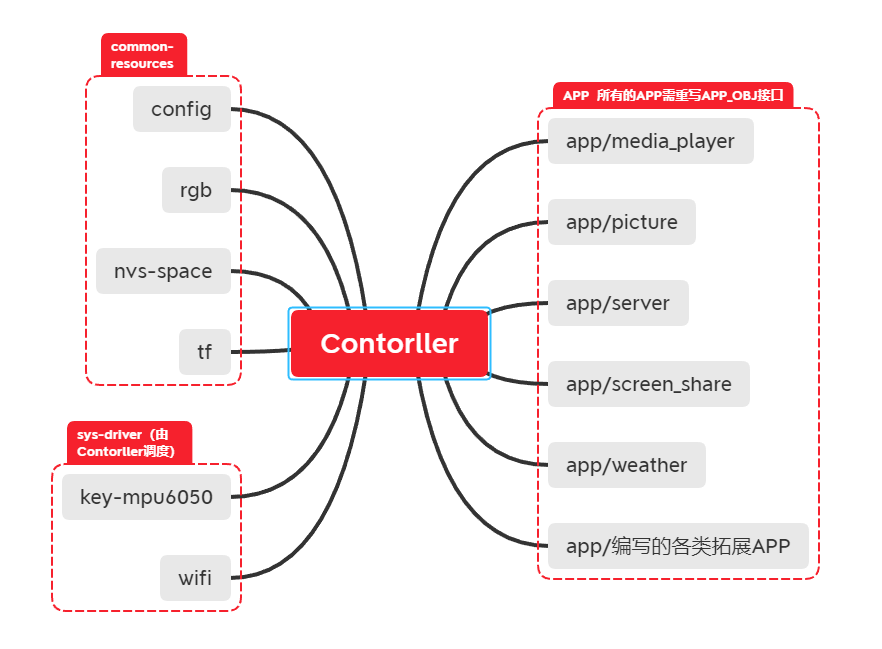 common-
resources
config
rgb
nvs-space
tf
sys-driver（由
Contorller调度）
key-mpu6050
wifi
Contorller
APP 所有的APP需重写APP_OBJ接口
app/media_player
app/picture
app/server
app/screen_share
app/weather
app/编写的各类拓展APP